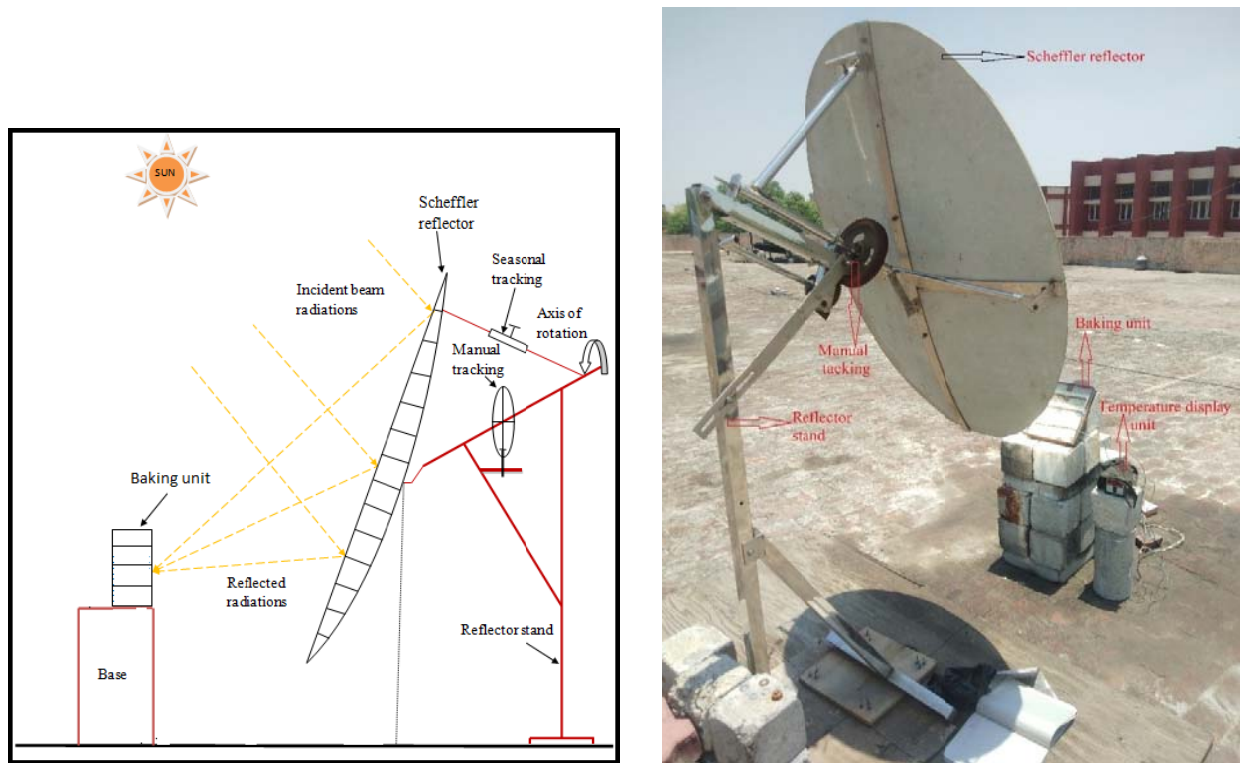 SUN
Scheffler
reflector
Seasonal
tracking
Incident beam
radiations
Axis of
rotation
Manual
tracking
Baking unit
Reflected
radiations
Reflector stand
Base
Scheffler reflector
Baking unit
Manual
tacking
Temperature display
unit
Reflector
stand